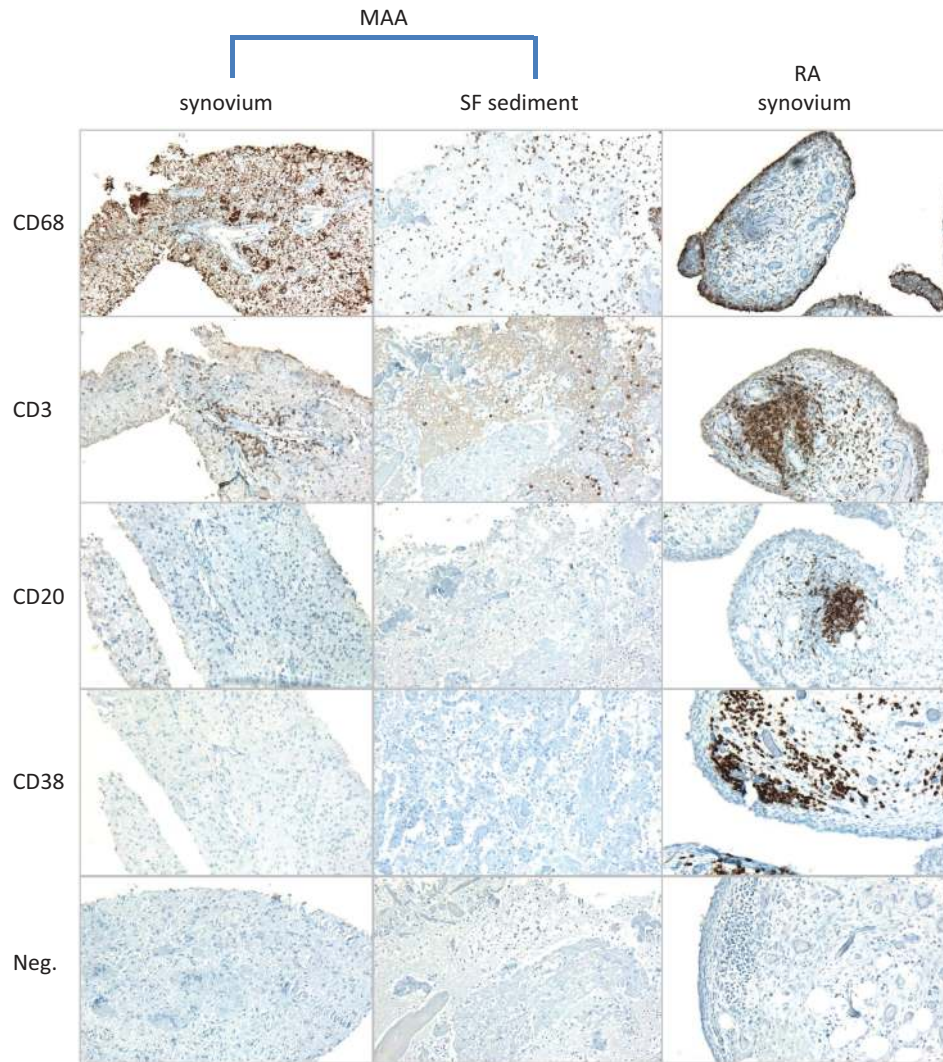 MAA
synovium
SF sediment
RA
synovium
CD68
CD3
CD20
CD38
Neg.